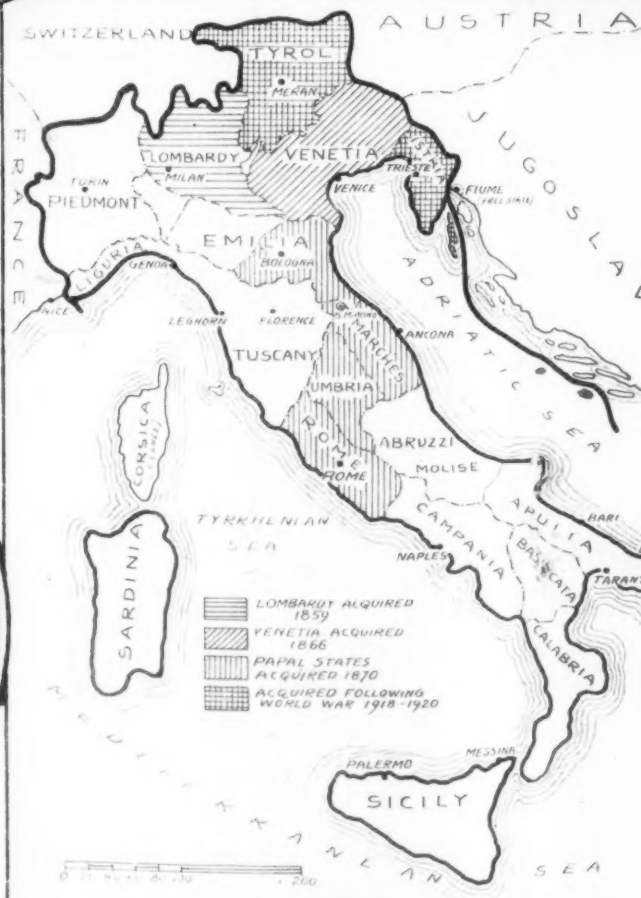 SWITZERLAND
AUSTRIA
TYROL
MERAN
JUGOSLA
FRANCE
LOMBARDY
MILAN
VENETIA
VENICE
TRIESTE
FIUME
(FREE STATE)
TURIN
PIEDMONT
EMILIA
BOLOGNA
LIGURIA
GENOA
NICE
ADRIATIC SEA
LEGHORN
FLORENCE
TUSCANY
MARCHES
ANCONA
UMBRIA
ROME
ROME
ABRUZZI
MOLISE
CORSICA
SARDINIA
TYRRHENIAN
SEA
CAMPANIA
NAPLES
APULIA
BARI
TARANT
CALABRIA
LOMBARDY ACQUIRED
1859
VENETIA ACQUIRED
1866
PAPAL STATES
ACQUIRED 1870
ACQUIRED FOLLOWING
WORLD WAR 1918-1920
MESSINA
PALERMO
SICILY
SEA
0
200